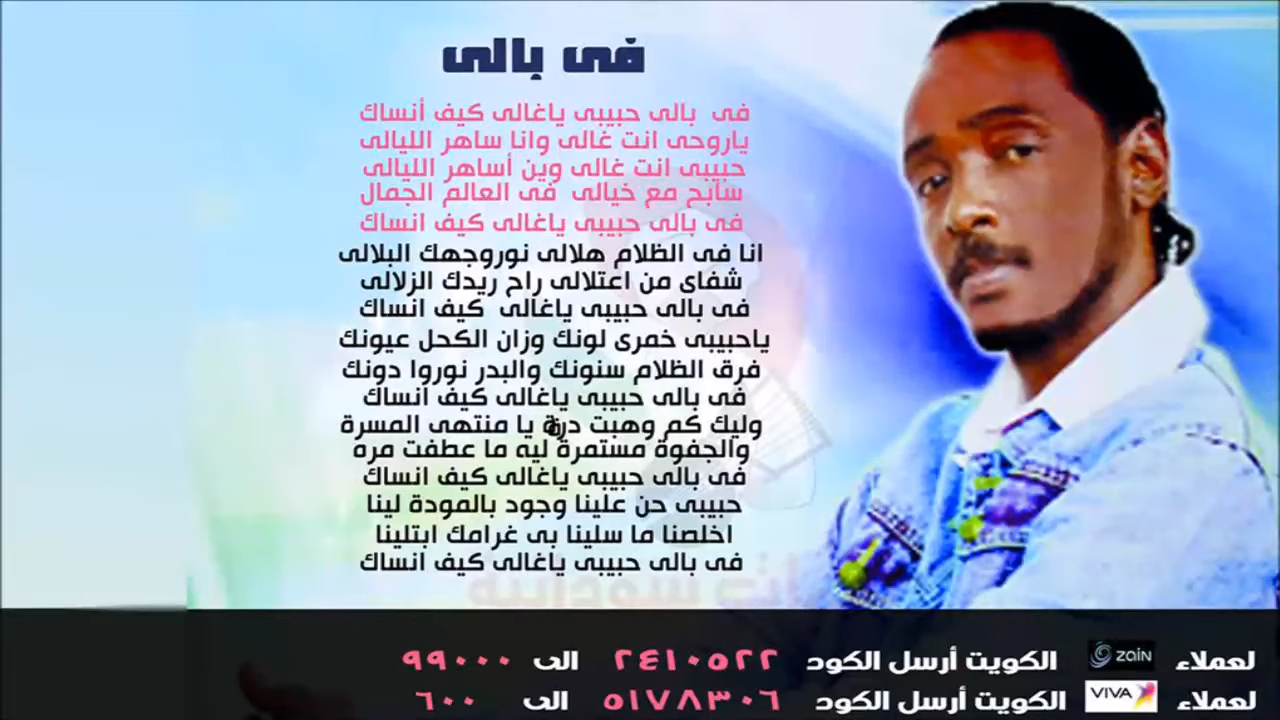 فى بالى
فى بالى حبيبى ياغالى كيف أنساك
ياروحى انت غالى وانا ساهر الليالى
حبيبى انت غالى وين أساهر الليالى
سابح مع خيالى فى العالم الجمال
فى بالى حبيبى ياغالى كيف انساك
انا فى الظلام هلالى نوروجهك البلالى
شفاى من اعتلالى راح ريدك الزلالى
فى بالى حبيبى ياغالى كيف انساك
ياحبيبى خمرى لونك وزان الكحل عيونك
فرق الظلام سنونك والبدر نوروا دونك
فى بالى حبيبى ياغالى كيف انساك
وليك كم وهبت درة يا منتهى المسرة
والجفوة مستمرة ليه ما عطفت مره
فى بالى حبيبى ياغالى كيف انساك
حبيبى حن علينا وجود بالمودة لينا
اخلصنا ما سلينا بى غرامك ابتلينا
فى بالى حبيبى ياغالى كيف انساك
لعملاء zain الكويت أرسل الكود ٢٤١٠٥٢٢ الى ٩٩٠٠٠
لعملاء VIVA الكويت أرسل الكود ٥١٧٨٣٠٦ الى ٦٠٠